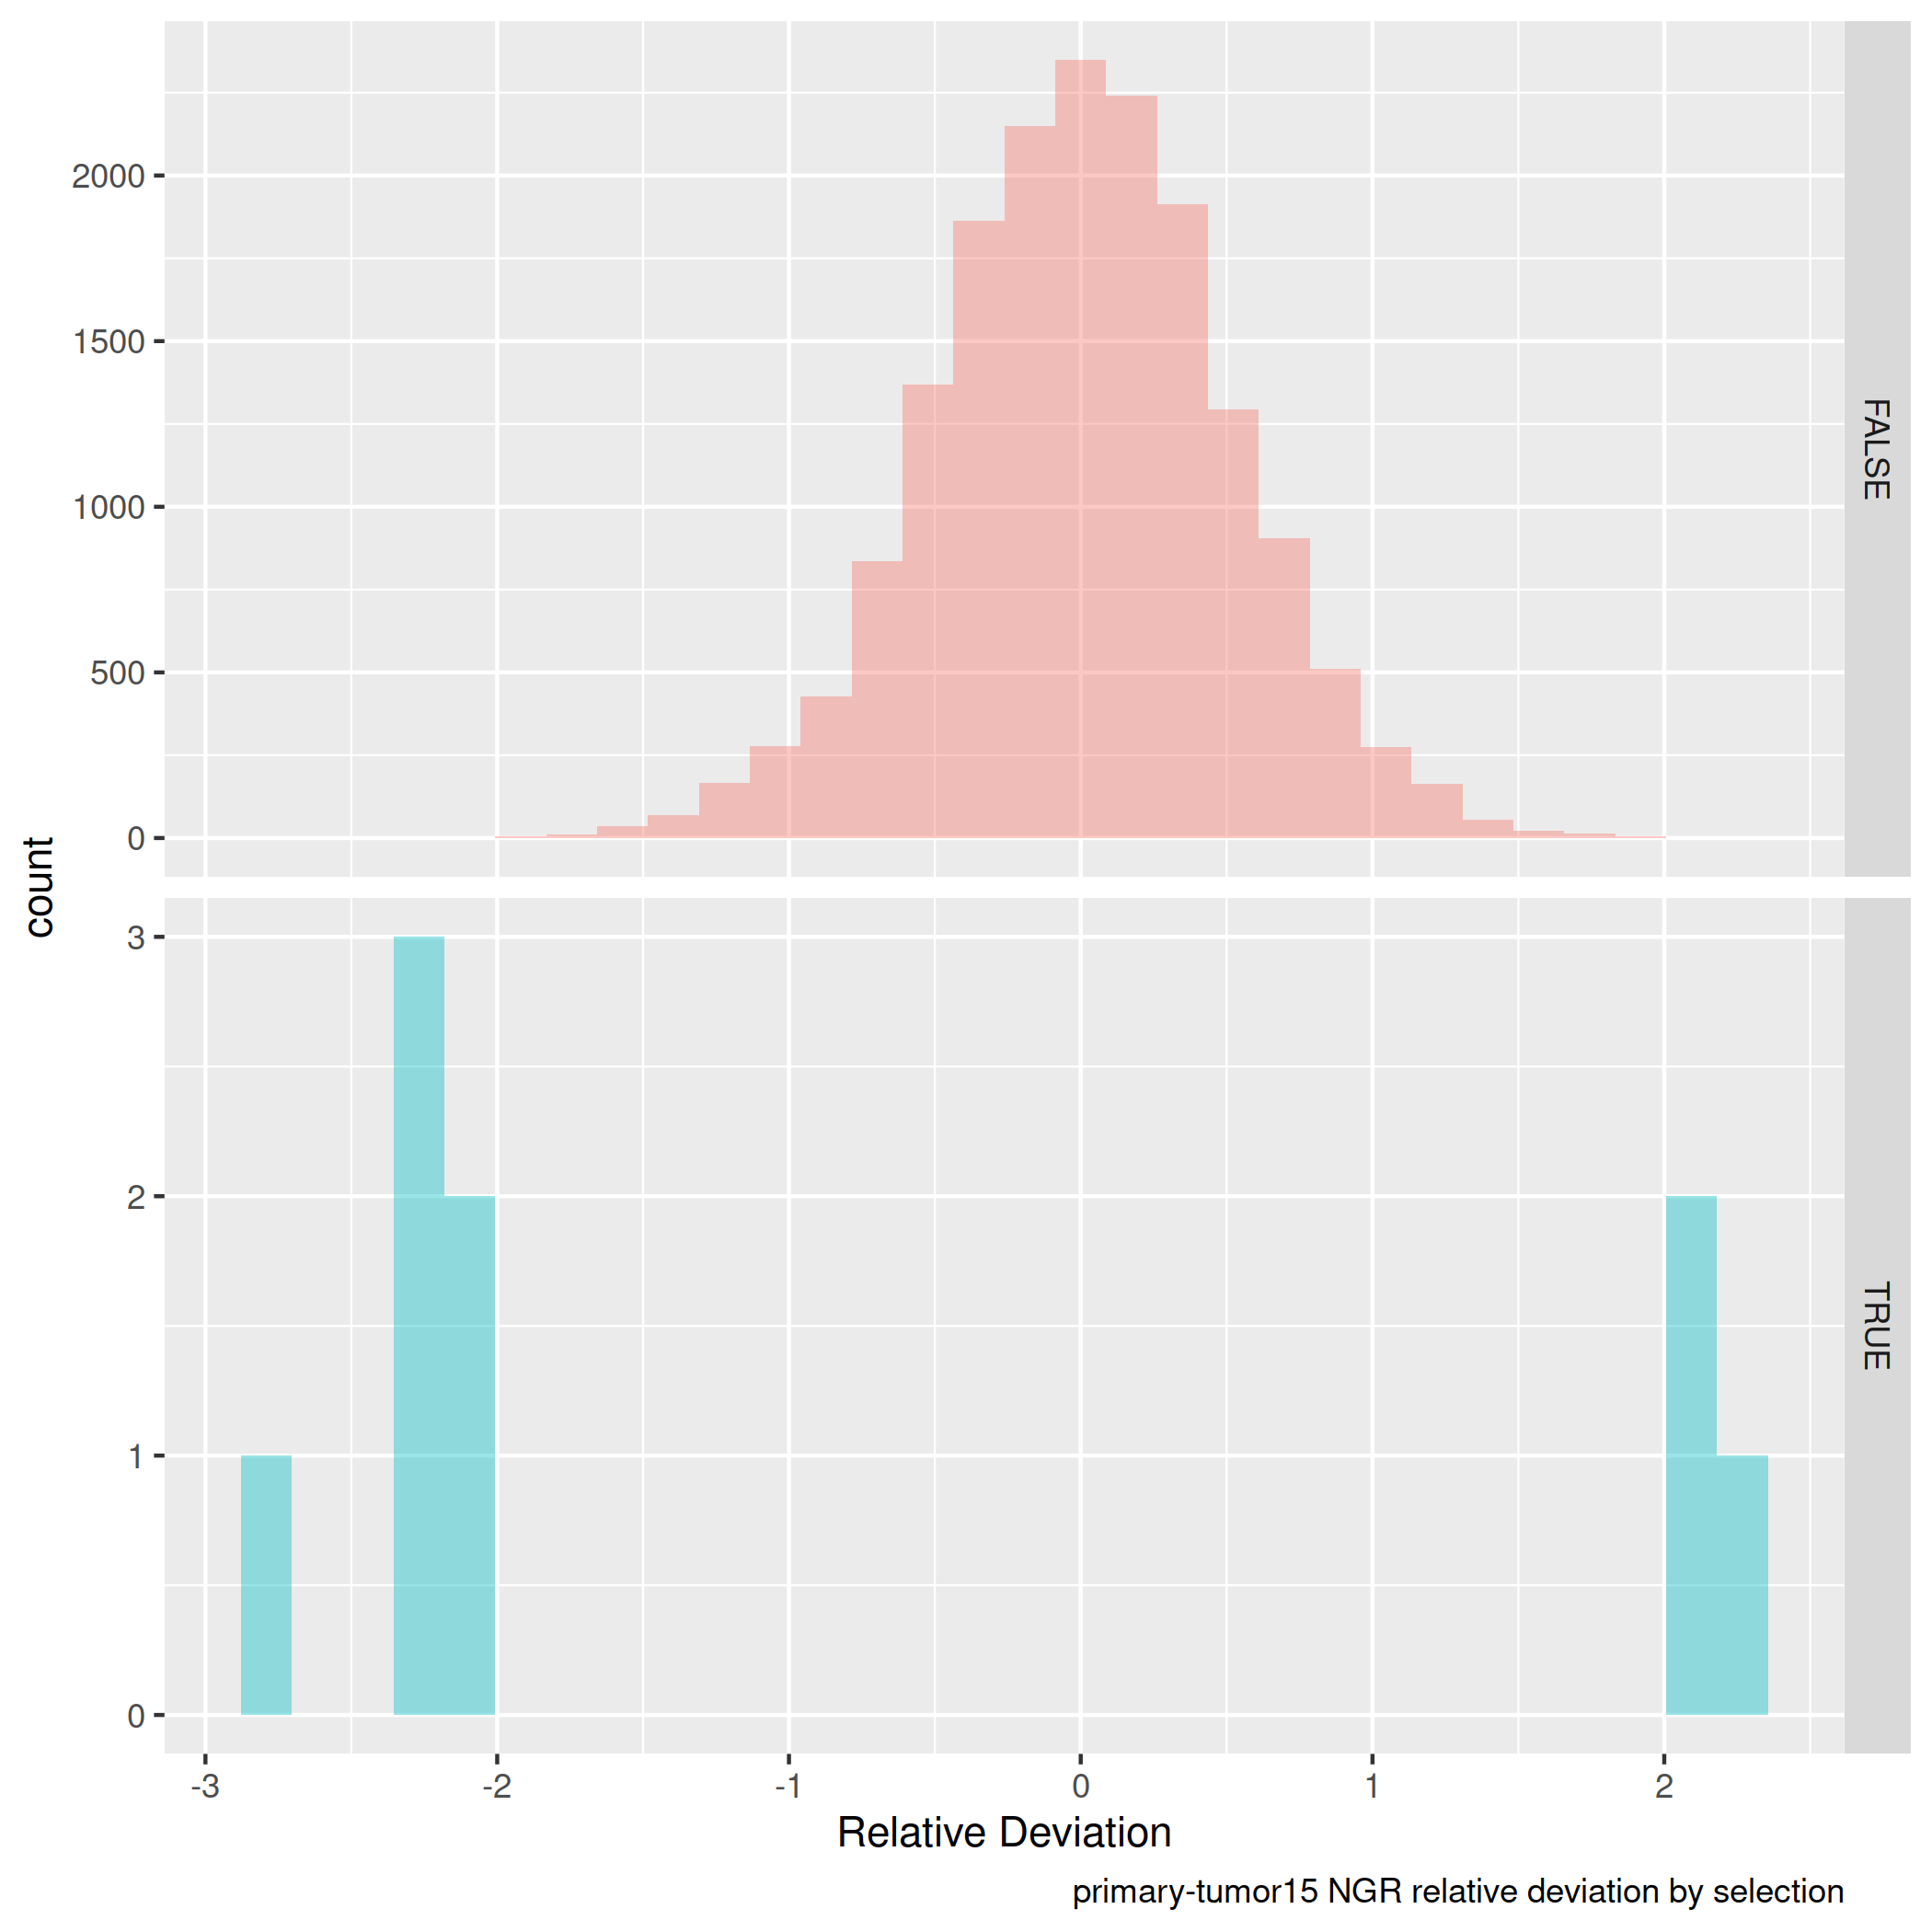 count
2000
1500
1000
500
0
FALSE
3
2
1
0
TRUE
-3 -2 -1 0 1 2
Relative Deviation
primary-tumor15 NGR relative deviation by selection